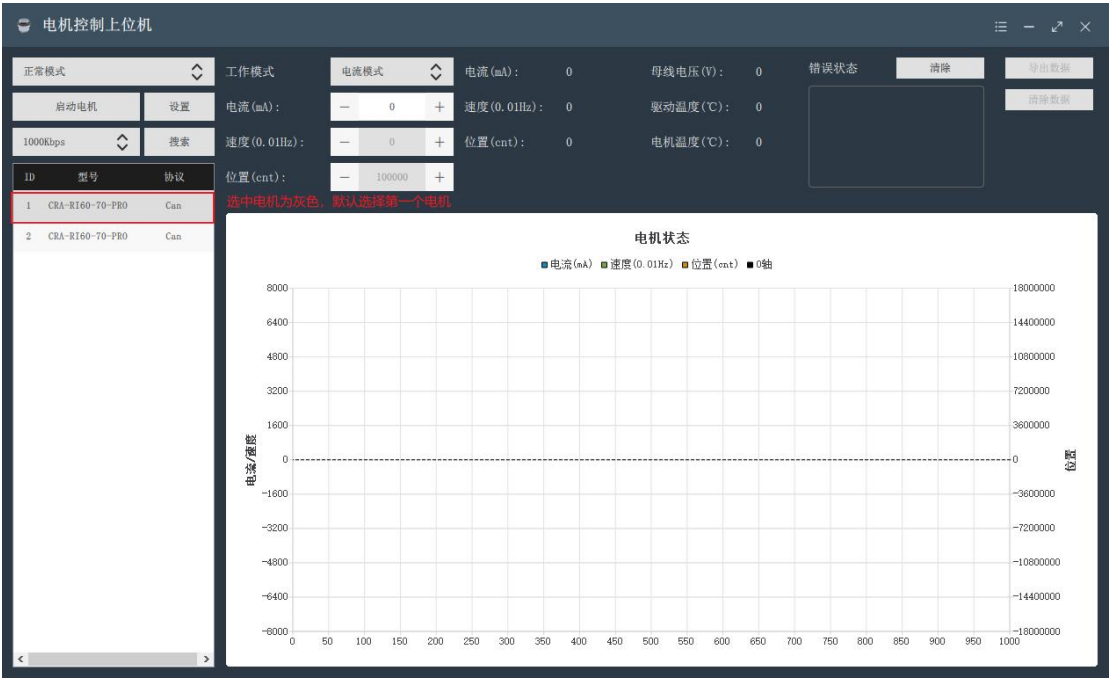 电机控制上位机
正常模式
启动电机 设置
1000Kbps 搜索
ID 型号 协议
1 CRA-RI60-70-PRO Can
2 CRA-RI60-70-PRO Can
工作模式 电流模式
电流(mA): 0
速度(0.01Hz): 0
位置(cnt): 100000
电流(mA): 0
速度(0.01Hz): 0
位置(cnt): 0
母线电压(V): 0
驱动温度(℃): 0
电机温度(℃): 0
错误状态 清除
导出数据
清除数据
选中电机为灰色，默认选择第一个电机
电机状态
电流(mA) 速度(0.01Hz) 位置(cnt) 0轴
电流/速度
8000
6400
4800
3200
1600
0
-1600
-3200
-4800
-6400
-8000
0 50 100 150 200 250 300 350 400 450 500 550 600 650 700 750 800 850 900 950 1000
18000000
14400000
10800000
7200000
3600000
0
-3600000
-7200000
-10800000
-14400000
-18000000
位置